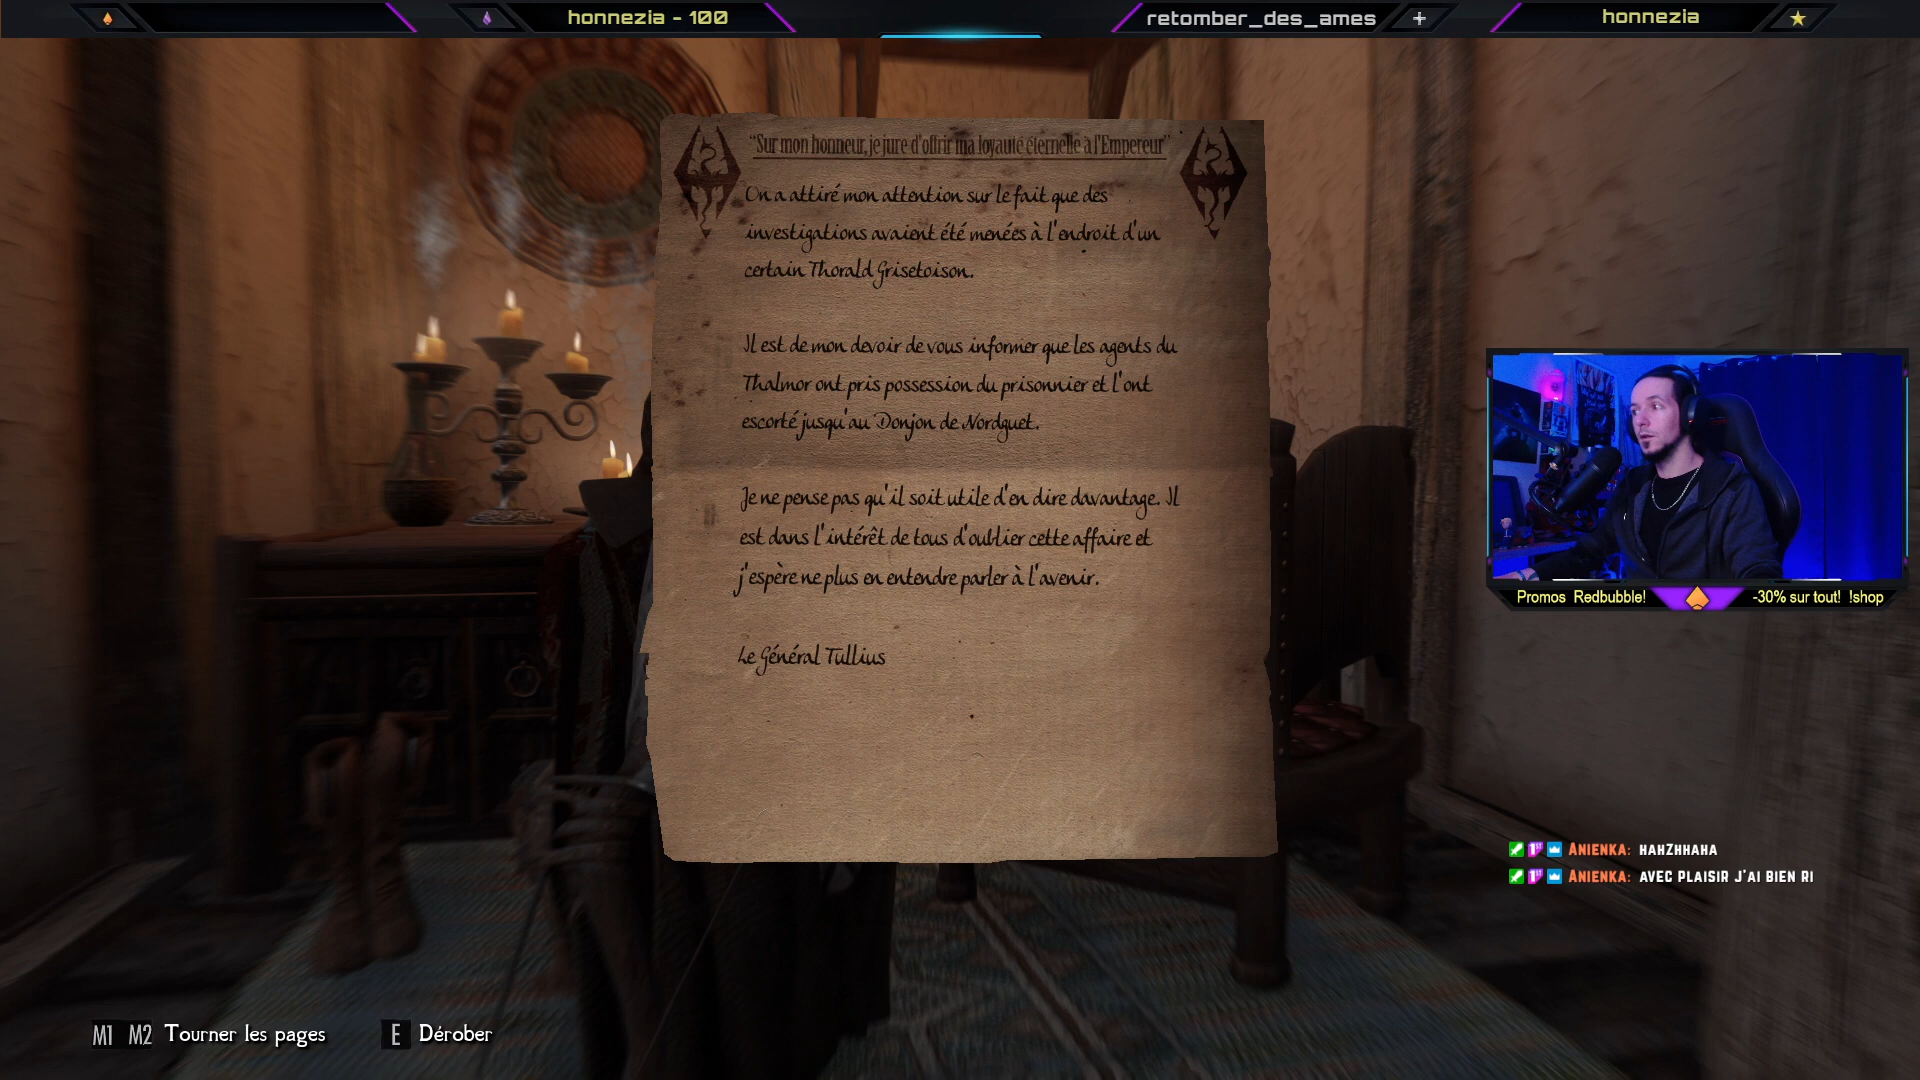 honnezia - 100
retomber_des_ames
honnezia
"Sur mon honneur, je jure d'offrir ma loyauté éternelle à l'Empereur"
On a attiré mon attention sur le fait que des
investigations avaient été menées à l'endroit d'un
certain Thorald Grisetoison.
Il est de mon devoir de vous informer que les agents du
Thalmor ont pris possession du prisonnier et l'ont
escorté jusqu'au Donjon de Nordguet.
Je ne pense pas qu'il soit utile d'en dire davantage. Il
est dans l'intérêt de tous d'oublier cette affaire et
j'espère ne plus en entendre parler à l'avenir.
Le Général Tullius
Promos Redbubble! -30% sur tout! !shop
Anienka: HAHZHHAHA
Anienka: AVEC PLAISIR J'AI BIEN RI
M1 M2 Tourner les pages E Dérober